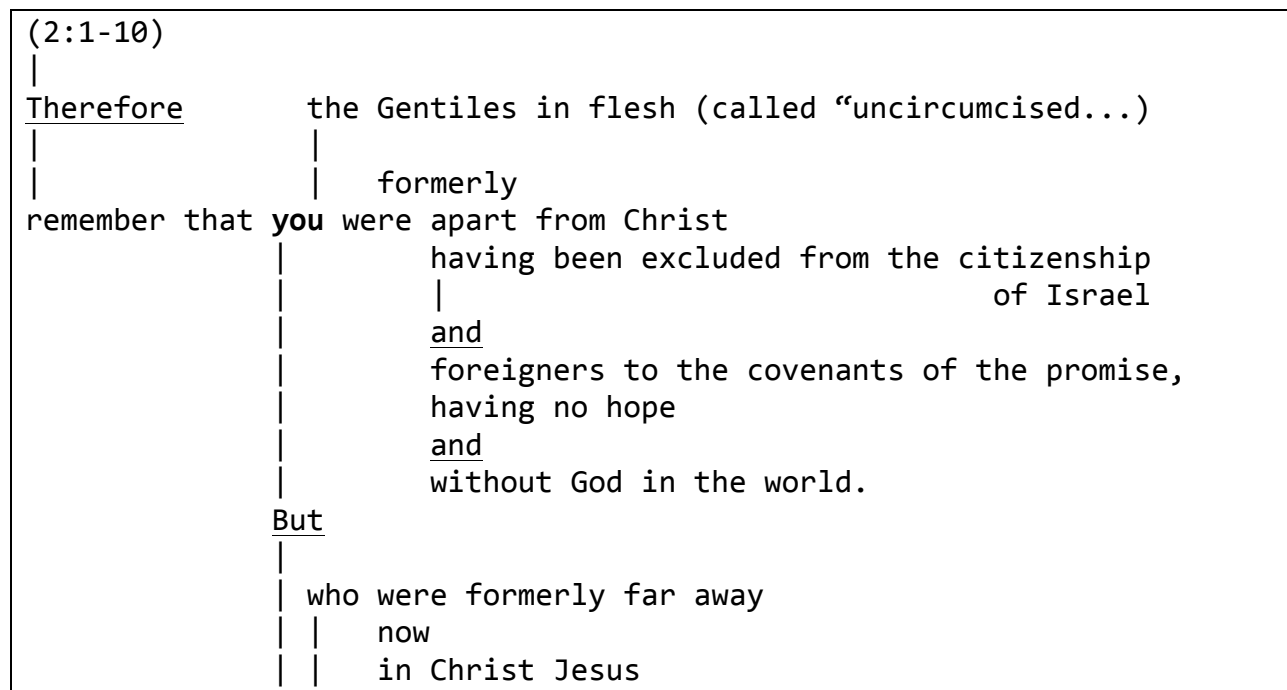 (2:1-10)
Therefore the Gentiles in flesh (called “uncircumcised...)
formerly
remember that you were apart from Christ
having been excluded from the citizenship
of Israel
and
foreigners to the covenants of the promise,
having no hope
and
without God in the world.
But
who were formerly far away
now
in Christ Jesus